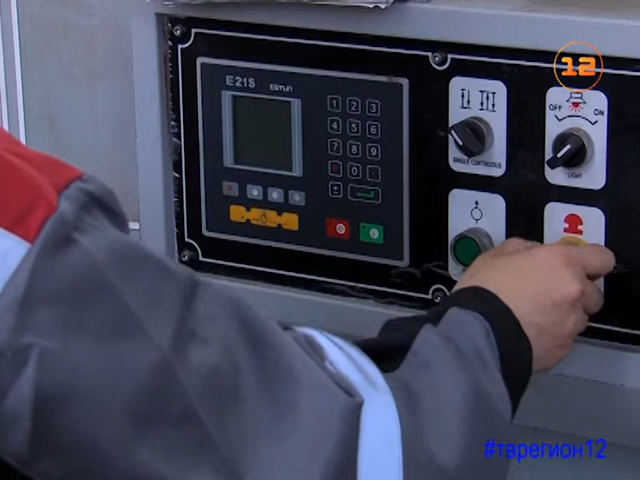 12
E21S ESTUN
1 2 3
4 5 6
7 8 9
0 .
P
SINGLE CONTINUOUS
OFF ON
LIGHT
#тврегион12